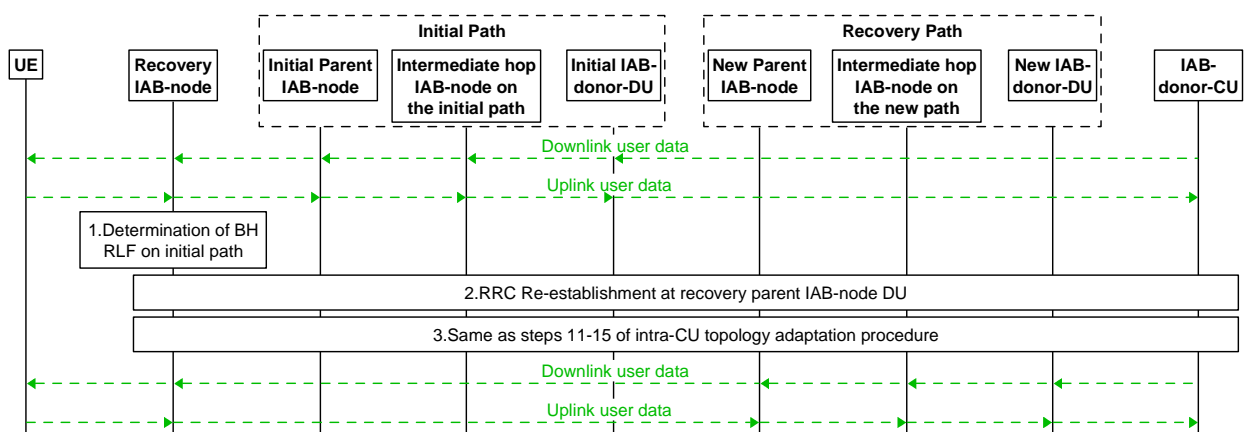 Initial Path
Recovery Path
UE
Recovery
IAB-node
Initial Parent
IAB-node
Intermediate hop
IAB-node on
the initial path
Initial IAB-
donor-DU
New Parent
IAB-node
Intermediate hop
IAB-node on
the new path
New IAB-
donor-DU
IAB-
donor-CU
Downlink user data
Uplink user data
1.Determination of BH
RLF on initial path
2.RRC Re-establishment at recovery parent IAB-node DU
3.Same as steps 11-15 of intra-CU topology adaptation procedure
Downlink user data
Uplink user data